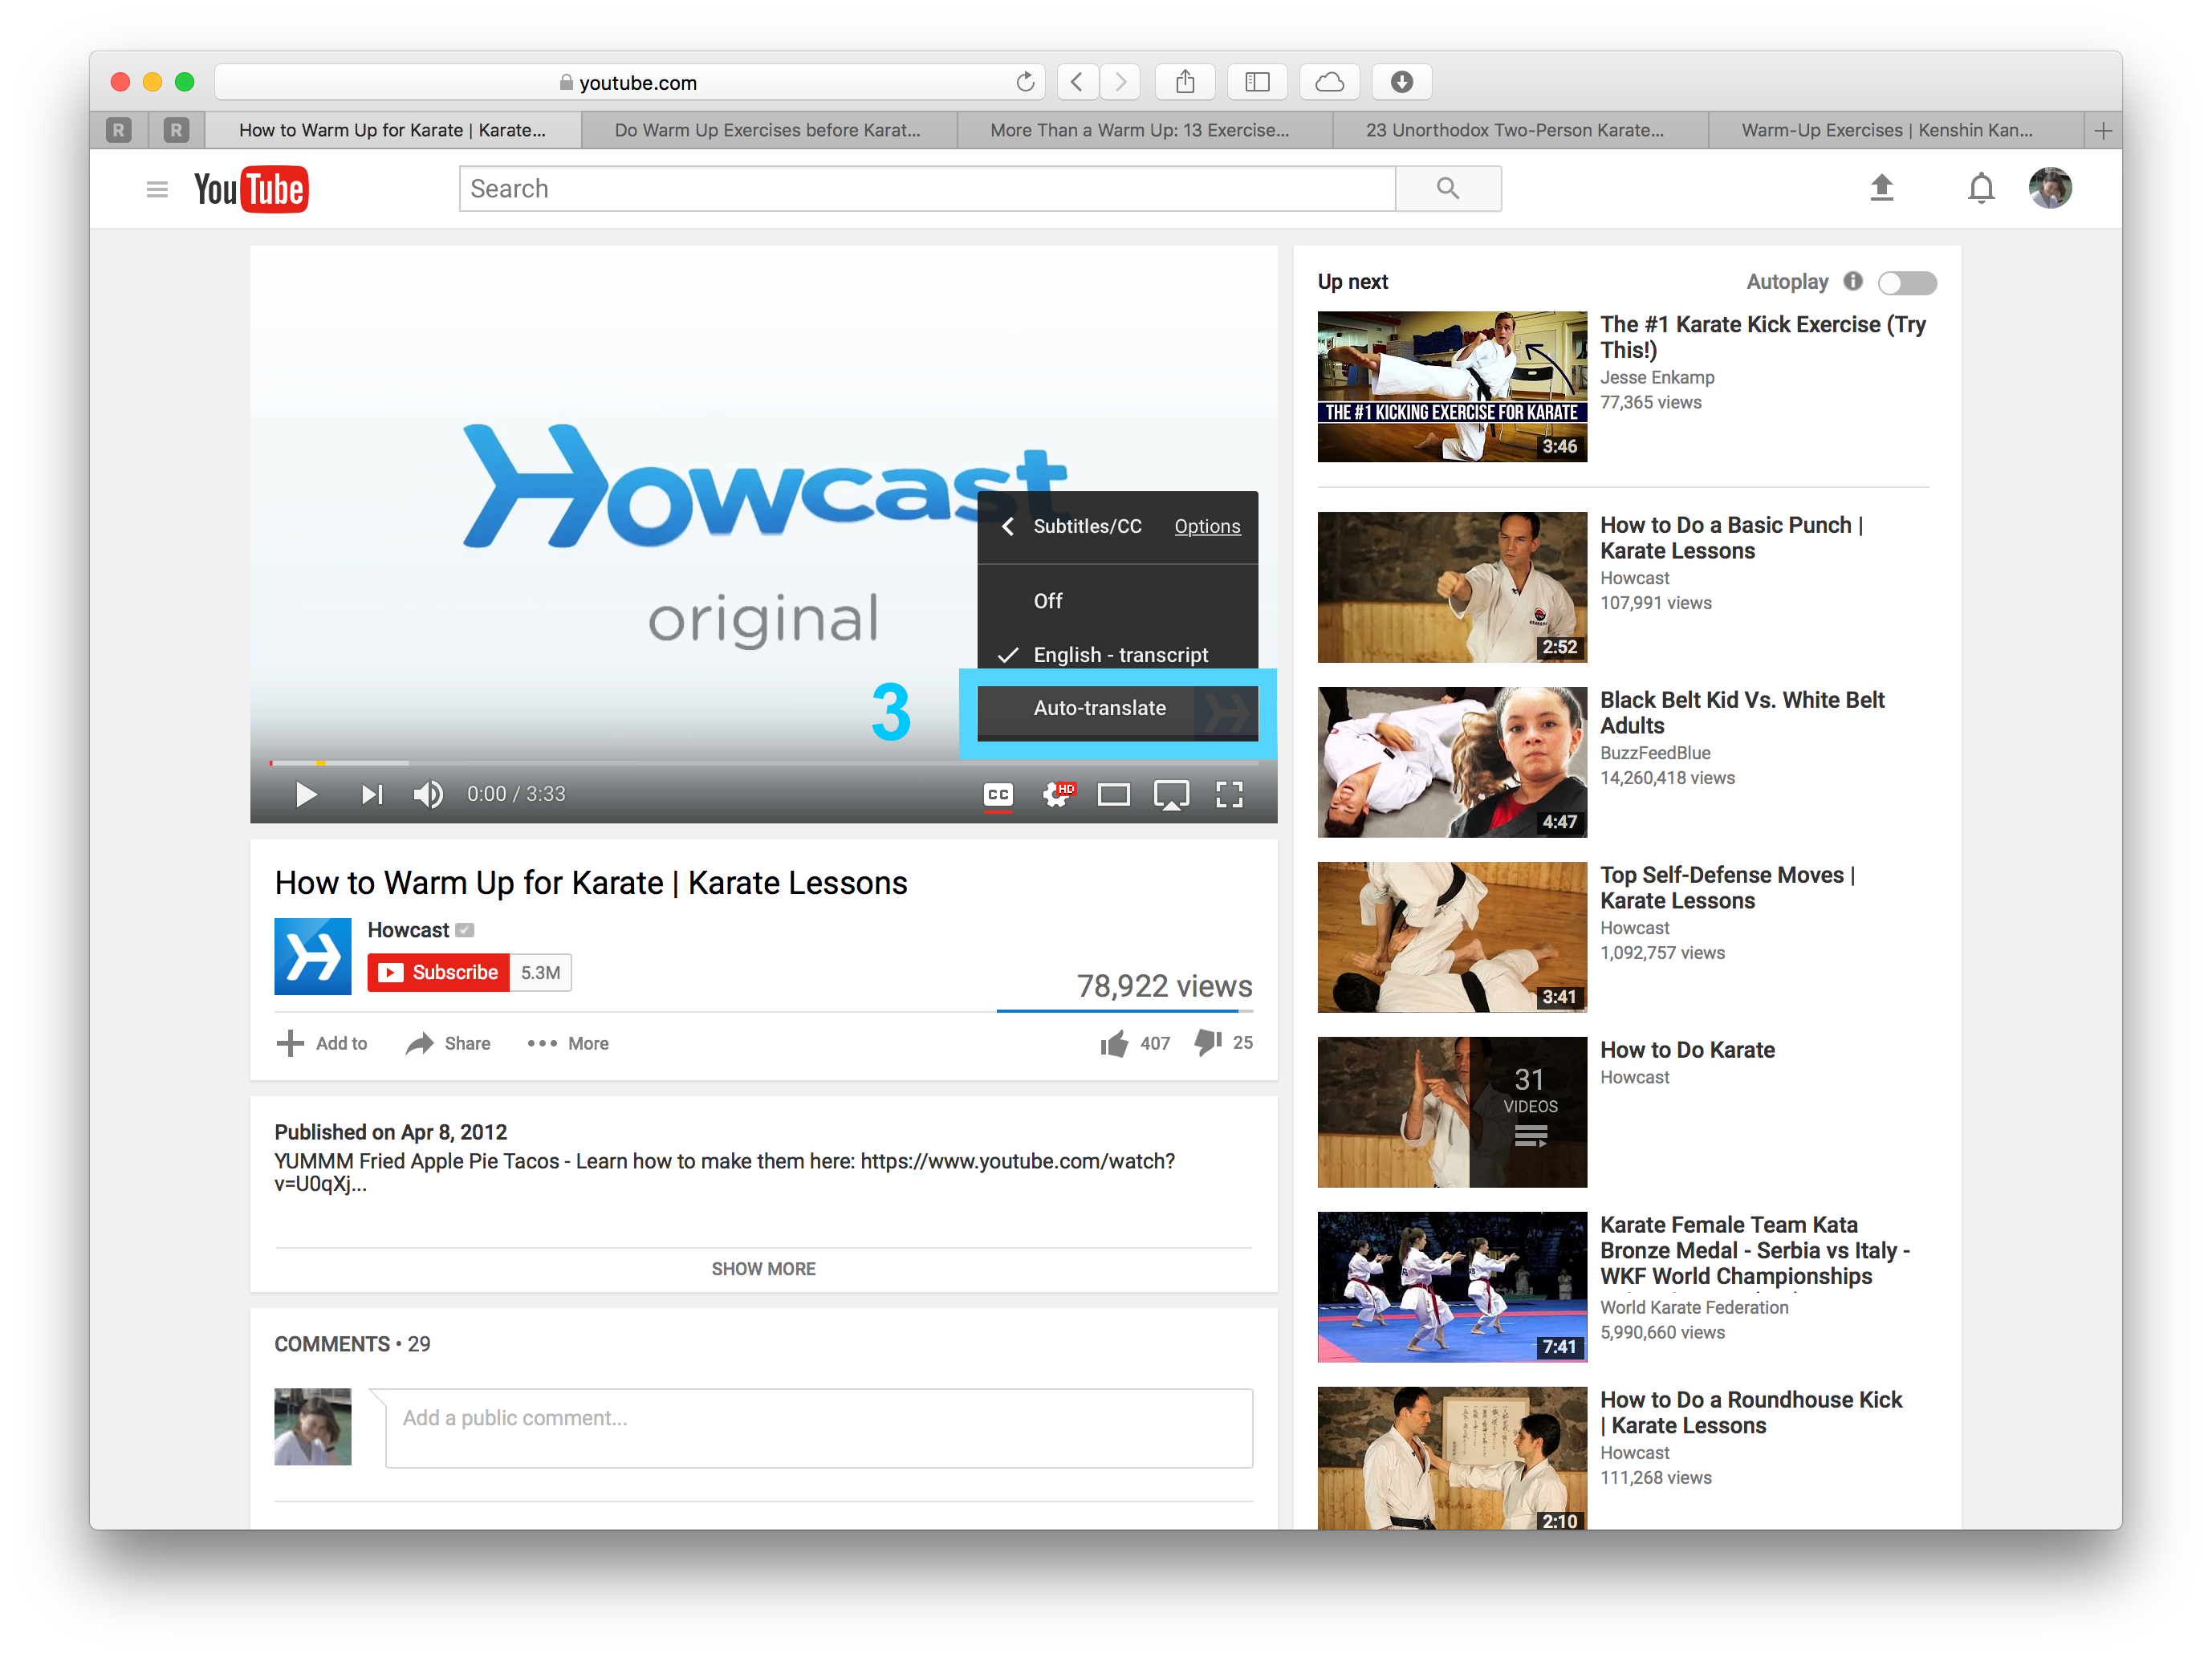 youtube.com
R
R
How to Warm Up for Karate | Karate...
Do Warm Up Exercises before Karat...
More Than a Warm Up: 13 Exercise...
23 Unorthodox Two-Person Karate...
Warm-Up Exercises | Kenshin Kan...
YouTube
Search
Howcast
original
Subtitles/CC
Options
Off
English - transcript
3
Auto-translate
0:00 / 3:33
CC
HD
How to Warm Up for Karate | Karate Lessons
Howcast
Subscribe
5.3M
78,922 views
Add to
Share
More
407
25
Published on Apr 8, 2012
YUMMM Fried Apple Pie Tacos - Learn how to make them here: https://www.youtube.com/watch?
v=U0qXj...
SHOW MORE
COMMENTS • 29
Add a public comment...
Up next
Autoplay
THE #1 KICKING EXERCISE FOR KARATE
3:46
The #1 Karate Kick Exercise (Try
This!)
Jesse Enkamp
77,365 views
2:52
How to Do a Basic Punch |
Karate Lessons
Howcast
107,991 views
4:47
Black Belt Kid Vs. White Belt
Adults
BuzzFeedBlue
14,260,418 views
3:41
Top Self-Defense Moves |
Karate Lessons
Howcast
1,092,757 views
31
VIDEOS
How to Do Karate
Howcast
7:41
Karate Female Team Kata
Bronze Medal - Serbia vs Italy -
WKF World Championships
World Karate Federation
5,990,660 views
2:10
How to Do a Roundhouse Kick
| Karate Lessons
Howcast
111,268 views